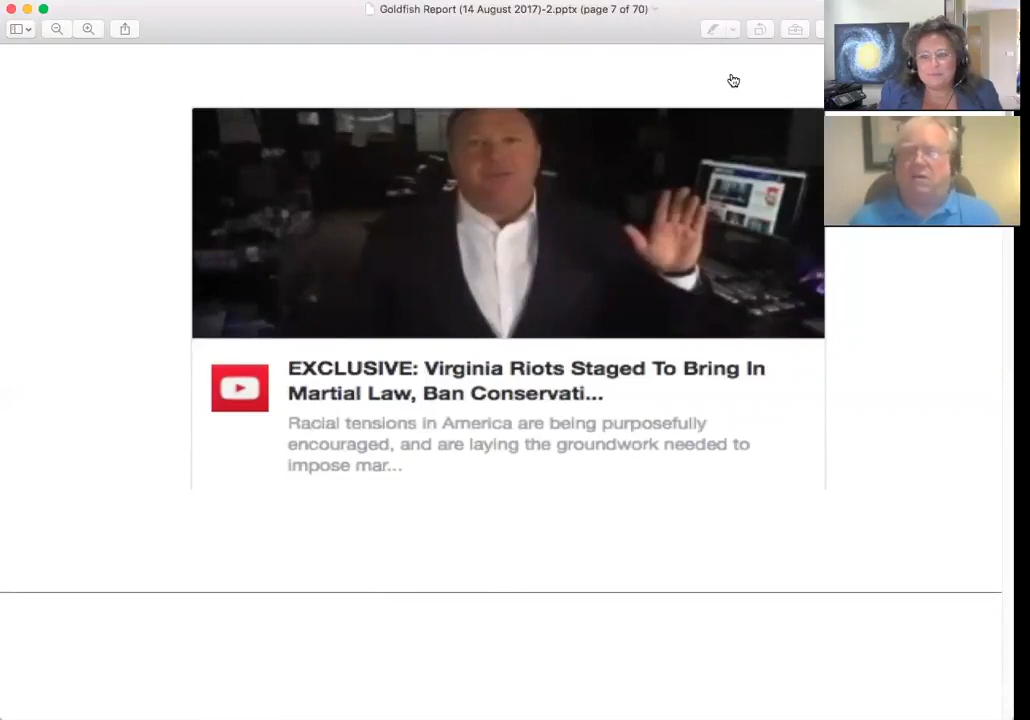 Goldfish Report (14 August 2017)-2.pptx (page 7 of 70)
EXCLUSIVE: Virginia Riots Staged To Bring In
Martial Law, Ban Conservati...
Racial tensions in America are being purposefully
encouraged, and are laying the groundwork needed to
impose mar...